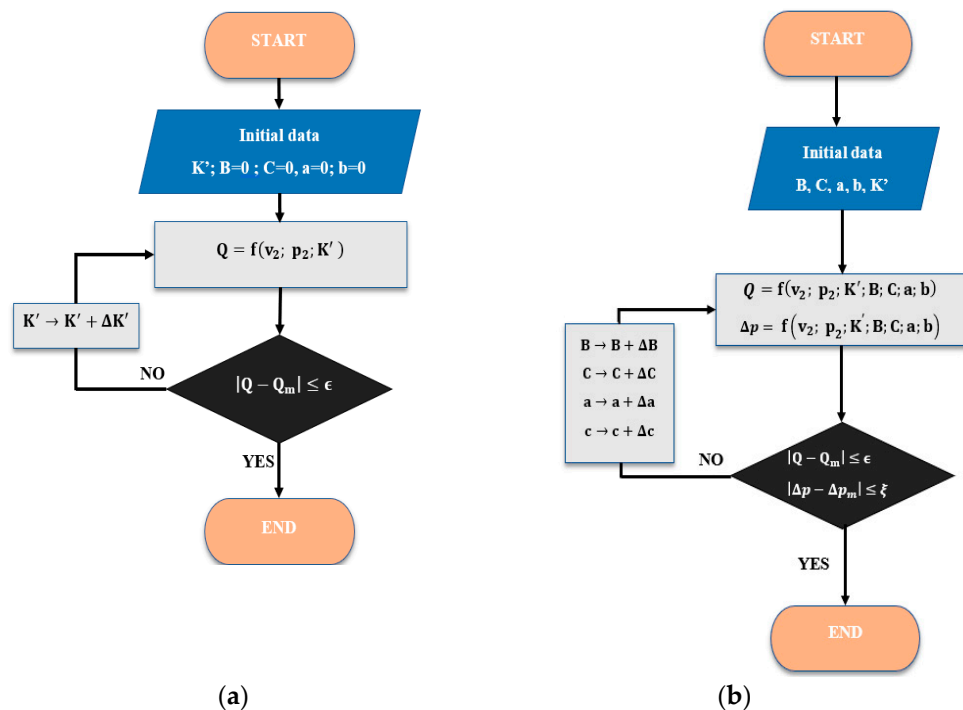 START
Initial data
K’; B=0 ; C=0, a=0; b=0
Q = f(v₂; p₂; K′)
K′ → K′ + ΔK′
NO
|Q − Qₘ| ≤ ϵ
YES
END
(a)
START
Initial data
B, C, a, b, K’
Q = f(v₂; p₂; K′; B; C; a; b)
Δp = f(v₂; p₂; K′; B; C; a; b)
B → B + ΔB
C → C + ΔC
a → a + Δa
c → c + Δc
NO
|Q − Qₘ| ≤ ϵ
|Δp − Δpₘ| ≤ ξ
YES
END
(b)